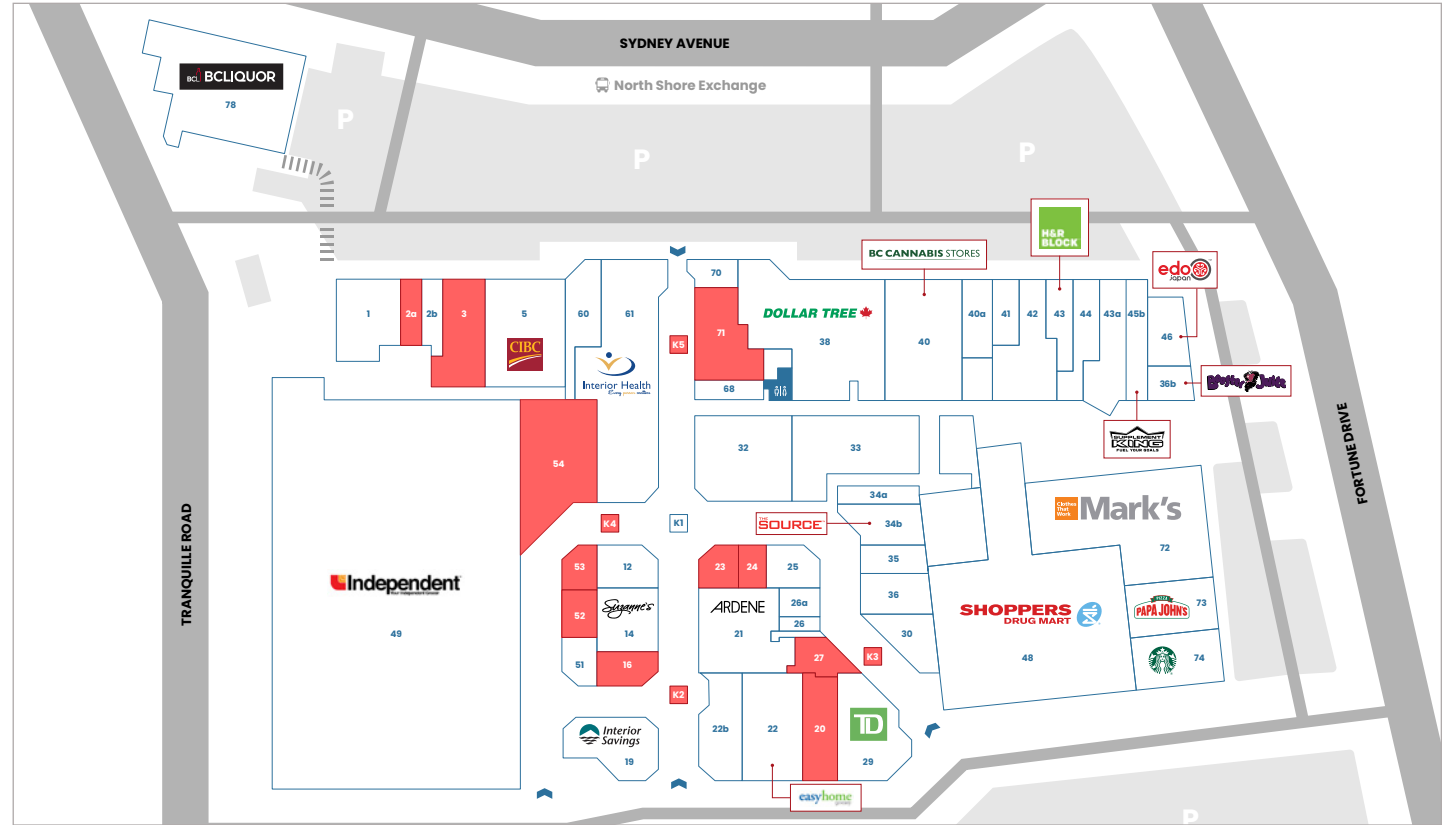 SYDNEY AVENUE
North Shore Exchange
BCL BCLIQUOR
78
P
P
P
H&R
BLOCK
BC CANNABIS STORES
edo
Japan
70
1
2a
2b
3
5
60
61
71
K5
DOLLAR TREE
38
40
40a
41
42
43
44
43a
45b
46
36b
Booster Juice
CIBC
Interior Health
68
SUPPLEMENT
KING
FUEL YOUR GOALS
54
32
33
34a
THE
SOURCE
34b
K4
K1
Clothes
That
Work
Mark's
72
FORTUNE DRIVE
TRANQUILLE ROAD
Independent
49
53
12
23
24
25
35
52
Suzanne's
14
ARDENE
21
26a
26
36
SHOPPERS
DRUG MART
48
PIZZA
PAPA JOHN'S
73
51
16
27
K3
30
74
K2
Interior
Savings
19
22b
22
20
TD
29
easyhome
P